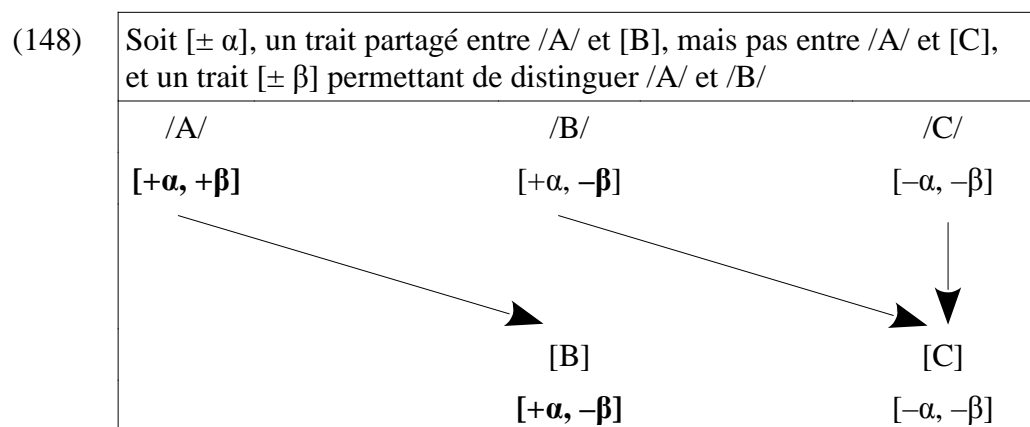 (148) Soit [± α], un trait partagé entre /A/ et [B], mais pas entre /A/ et [C],
et un trait [± β] permettant de distinguer /A/ et /B/
/A/ /B/ /C/
[+α, +β] [+α, –β] [–α, –β]
[B] [C]
[+α, –β] [–α, –β]